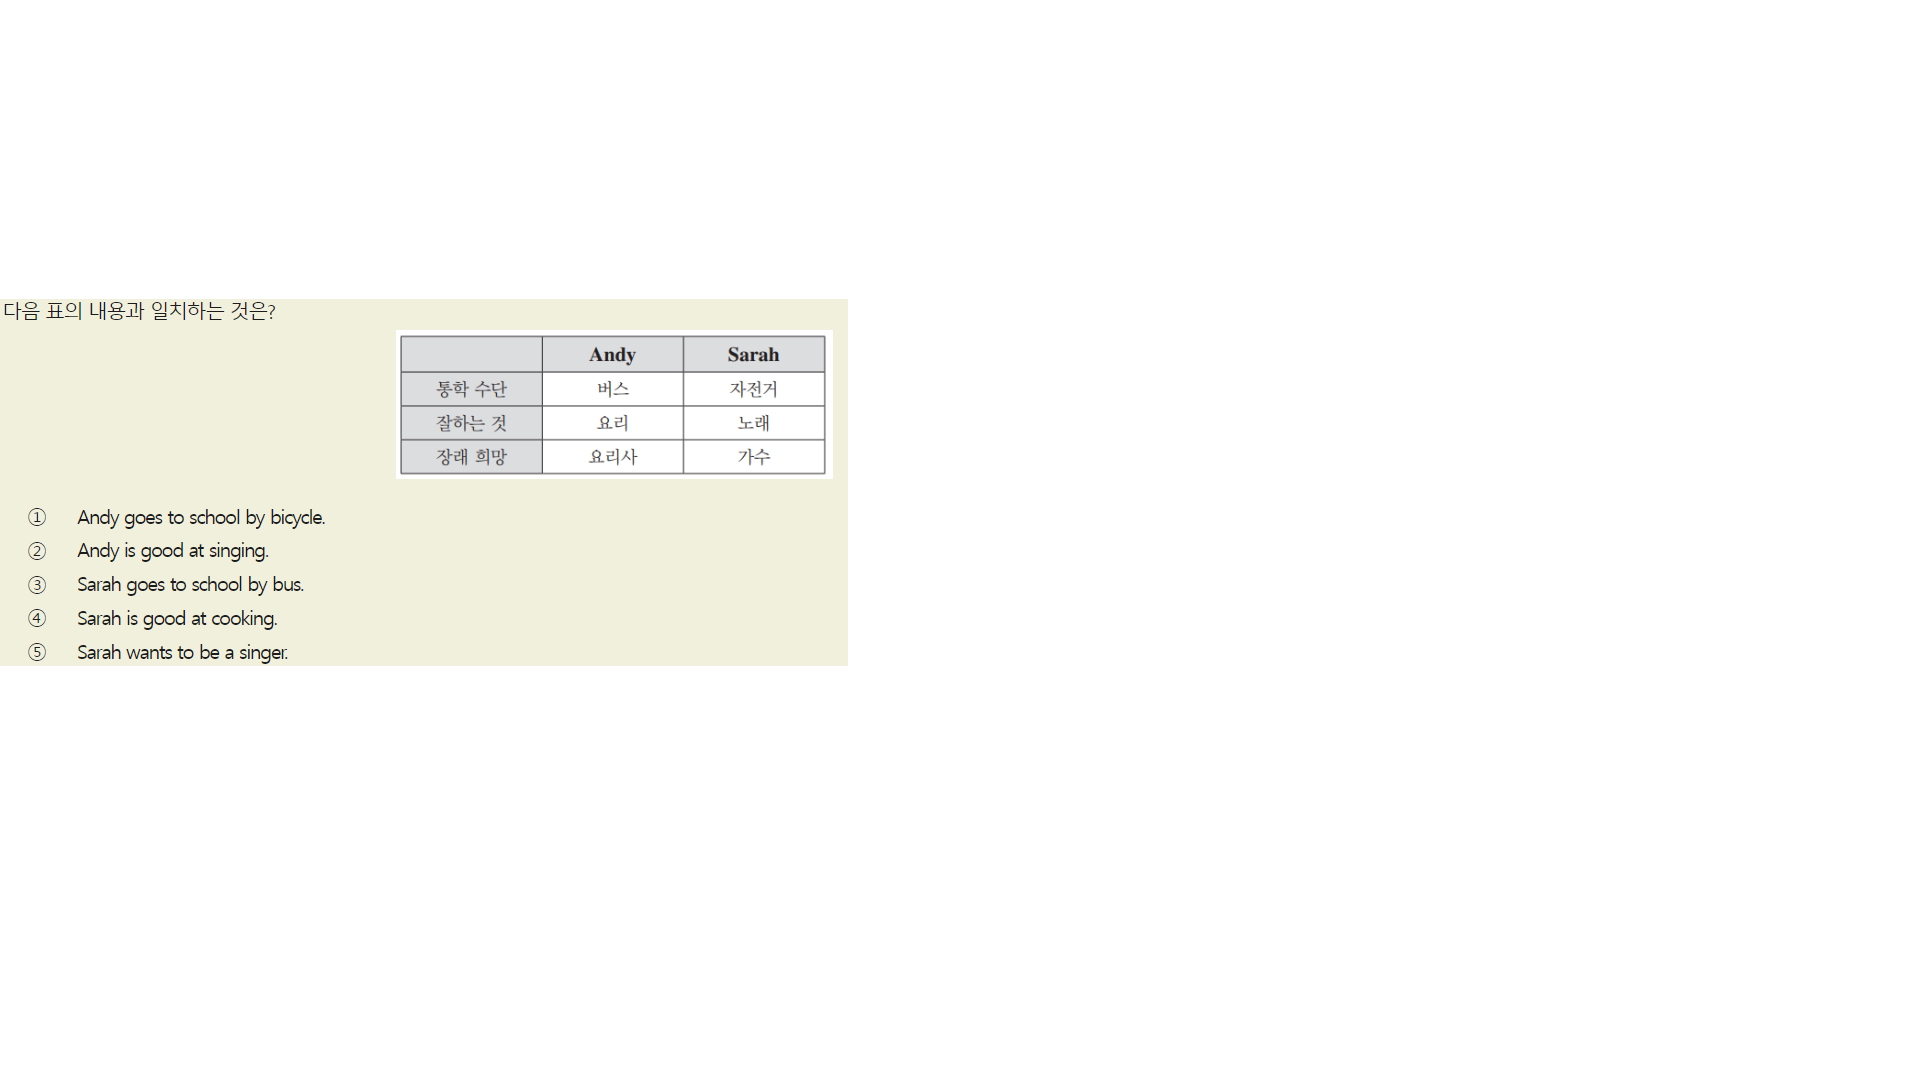 다음 표의 내용과 일치하는 것은?
Andy Sarah
통학 수단 버스 자전거
잘하는 것 요리 노래
장래 희망 요리사 가수
① Andy goes to school by bicycle.
② Andy is good at singing.
③ Sarah goes to school by bus.
④ Sarah is good at cooking.
⑤ Sarah wants to be a singer.